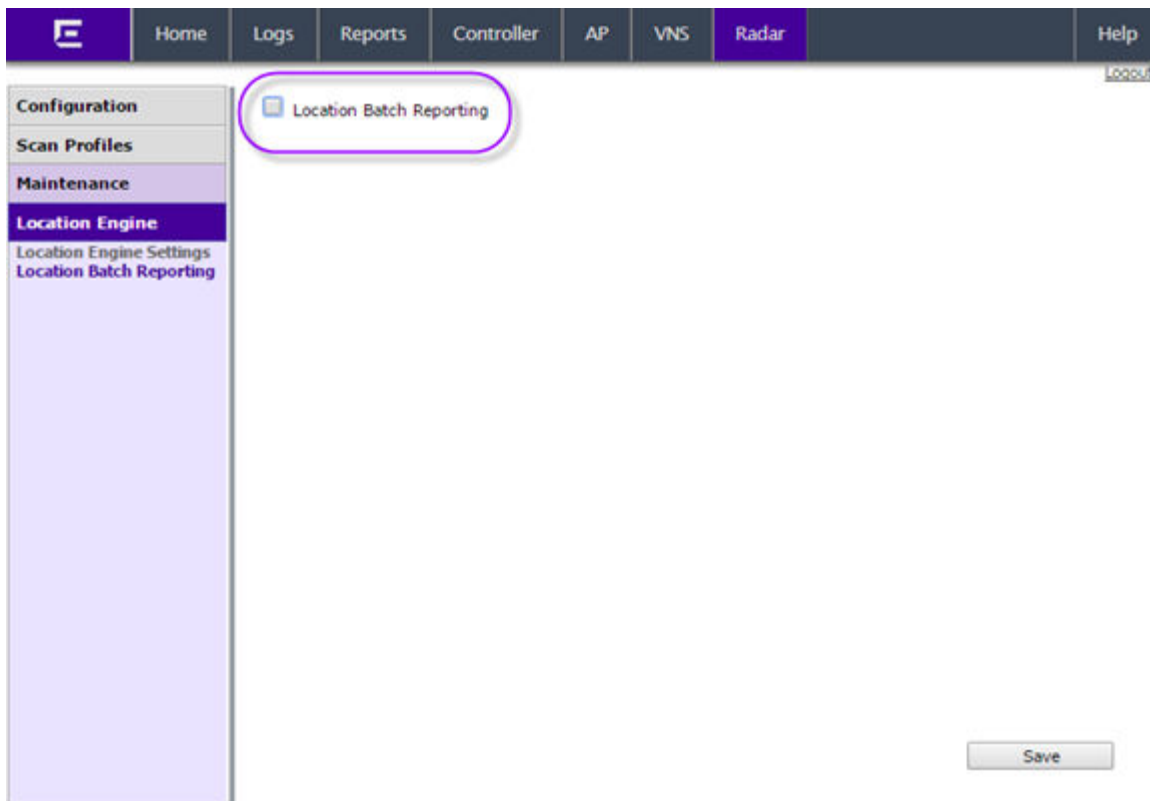 E Home Logs Reports Controller AP VNS Radar Help
Logout
Configuration
Scan Profiles
Maintenance
Location Engine
Location Engine Settings
Location Batch Reporting
Location Batch Reporting
Save